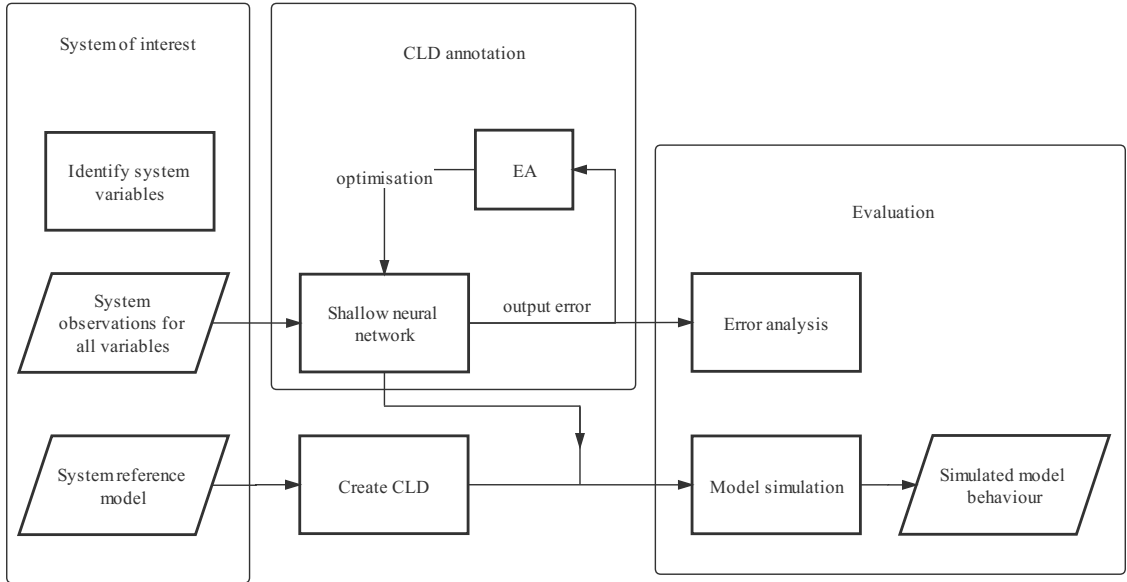 System of interest
CLD annotation
Identify system
variables
optimisation
EA
Evaluation
System
observations for
all variables
Shallow neural
network
output error
Error analysis
System reference
model
Create CLD
Model simulation
Simulated model
behaviour